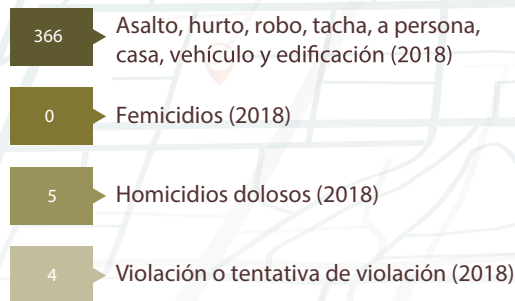 366
Asalto, hurto, robo, tacha, a persona,
casa, vehículo y edificación (2018)
0
Femicidios (2018)
5
Homicidios dolosos (2018)
4
Violación o tentativa de violación (2018)